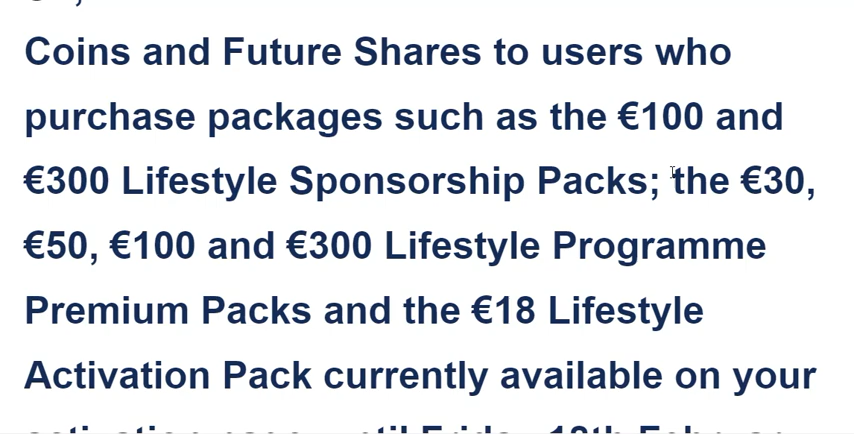 Coins and Future Shares to users who
purchase packages such as the €100 and
€300 Lifestyle Sponsorship Packs; the €30,
€50, €100 and €300 Lifestyle Programme
Premium Packs and the €18 Lifestyle
Activation Pack currently available on your
until Friday